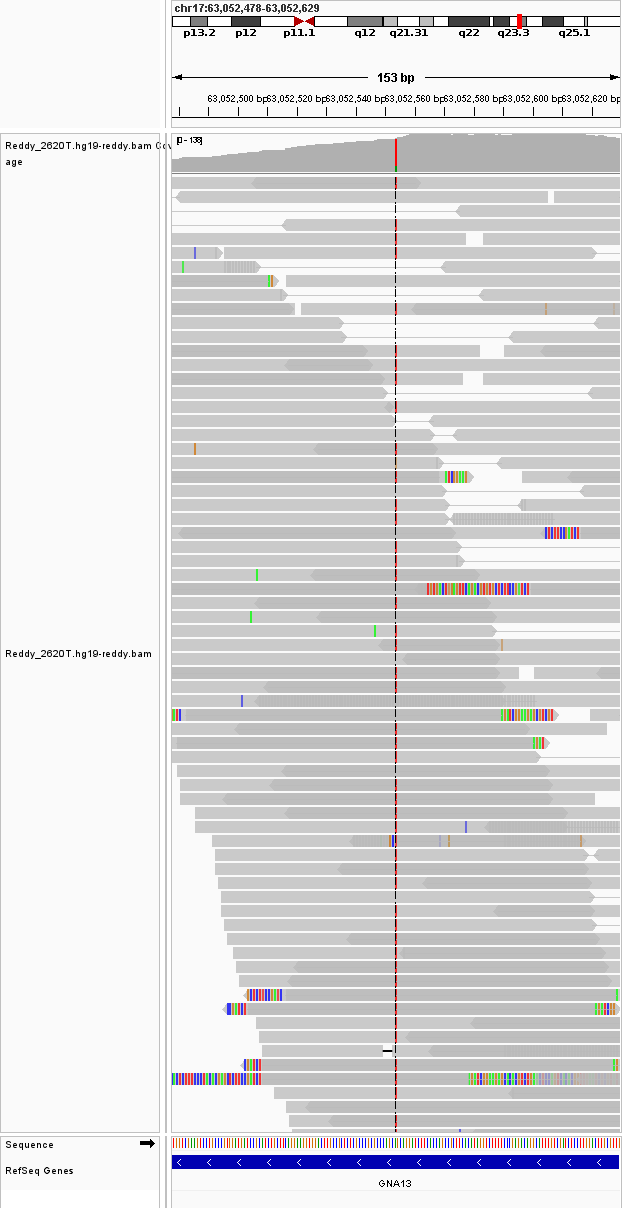 chr17:63,052,478-63,052,629
p13.2 p12 p11.1 q12 q21.31 q22 q23.3 q25.1
153 bp
63,052,500 bp 63,052,520 bp 63,052,540 bp 63,052,560 bp 63,052,580 bp 63,052,600 bp 63,052,620 bp
[0 - 138]
Reddy_2620T.hg19-reddy.bam Cov
age
Reddy_2620T.hg19-reddy.bam
Sequence
RefSeq Genes
GNA13